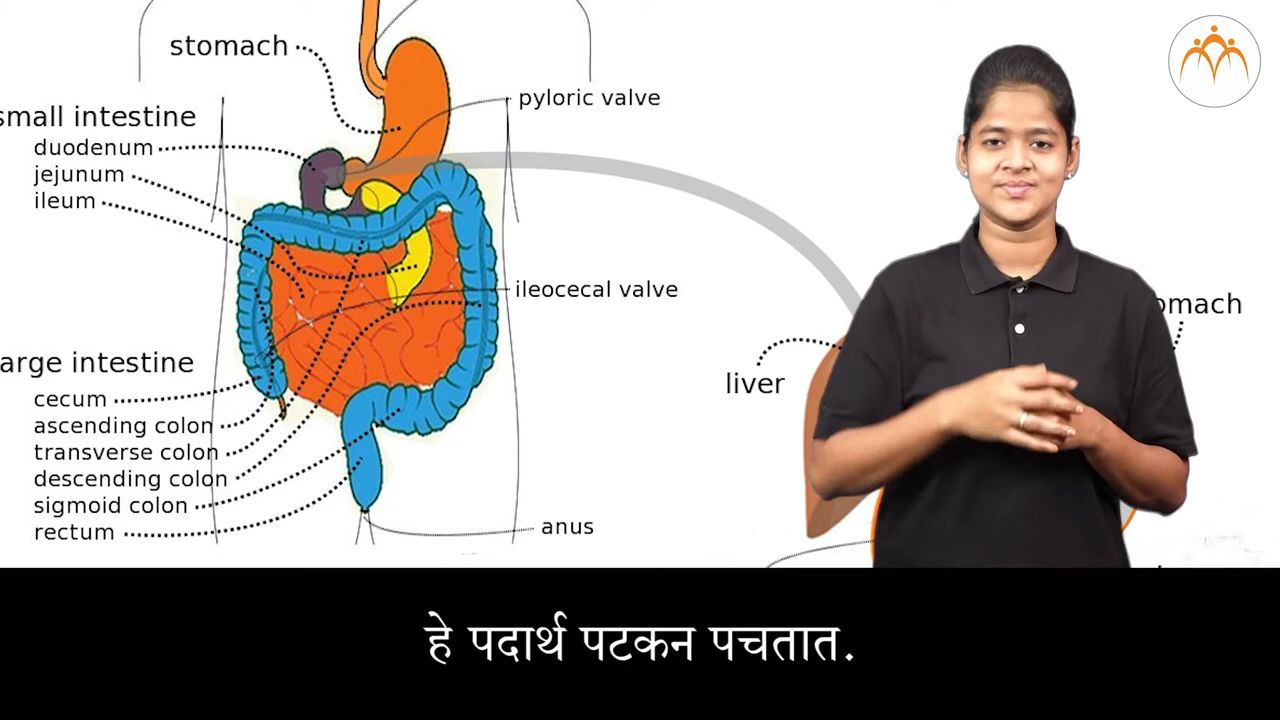 stomach
pyloric valve
small intestine
duodenum
jejunum
ileum
ileocecal valve
omach
liver
arge intestine
cecum
ascending colon
transverse colon
descending colon
sigmoid colon
rectum
anus
हे पदार्थ पटकन पचतात.